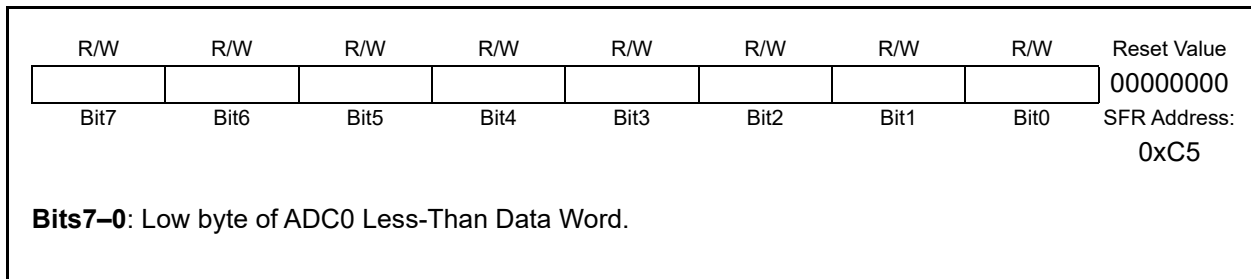 R/W R/W R/W R/W R/W R/W R/W R/W Reset Value
00000000
Bit7 Bit6 Bit5 Bit4 Bit3 Bit2 Bit1 Bit0 SFR Address:
0xC5
Bits7–0: Low byte of ADC0 Less-Than Data Word.